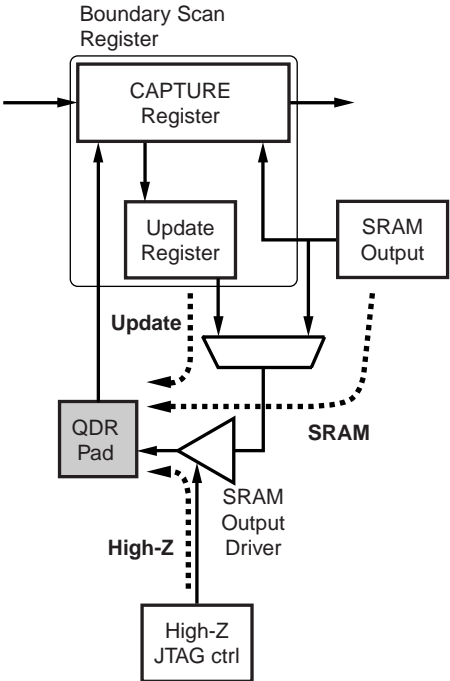 Boundary Scan
Register
CAPTURE
Register
Update
Register
SRAM
Output
Update
QDR
Pad
SRAM
SRAM
Output
Driver
High-Z
High-Z
JTAG ctrl